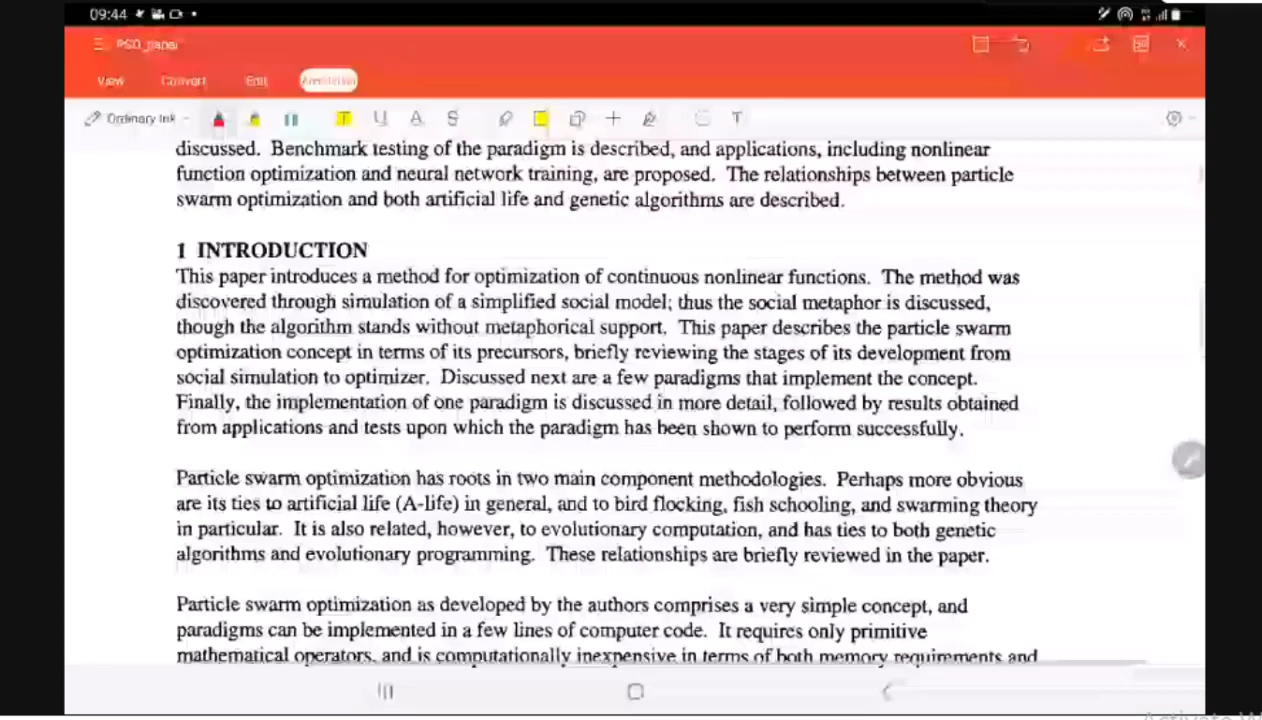 09:44
PSO_paper
View Convert Edit Annotation
Ordinary Ink T U A S T
discussed. Benchmark testing of the paradigm is described, and applications, including nonlinear
function optimization and neural network training, are proposed. The relationships between particle
swarm optimization and both artificial life and genetic algorithms are described.
1 INTRODUCTION
This paper introduces a method for optimization of continuous nonlinear functions. The method was
discovered through simulation of a simplified social model; thus the social metaphor is discussed,
though the algorithm stands without metaphorical support. This paper describes the particle swarm
optimization concept in terms of its precursors, briefly reviewing the stages of its development from
social simulation to optimizer. Discussed next are a few paradigms that implement the concept.
Finally, the implementation of one paradigm is discussed in more detail, followed by results obtained
from applications and tests upon which the paradigm has been shown to perform successfully.
Particle swarm optimization has roots in two main component methodologies. Perhaps more obvious
are its ties to artificial life (A-life) in general, and to bird flocking, fish schooling, and swarming theory
in particular. It is also related, however, to evolutionary computation, and has ties to both genetic
algorithms and evolutionary programming. These relationships are briefly reviewed in the paper.
Particle swarm optimization as developed by the authors comprises a very simple concept, and
paradigms can be implemented in a few lines of computer code. It requires only primitive
mathematical operators, and is computationally inexpensive in terms of both memory requirements and